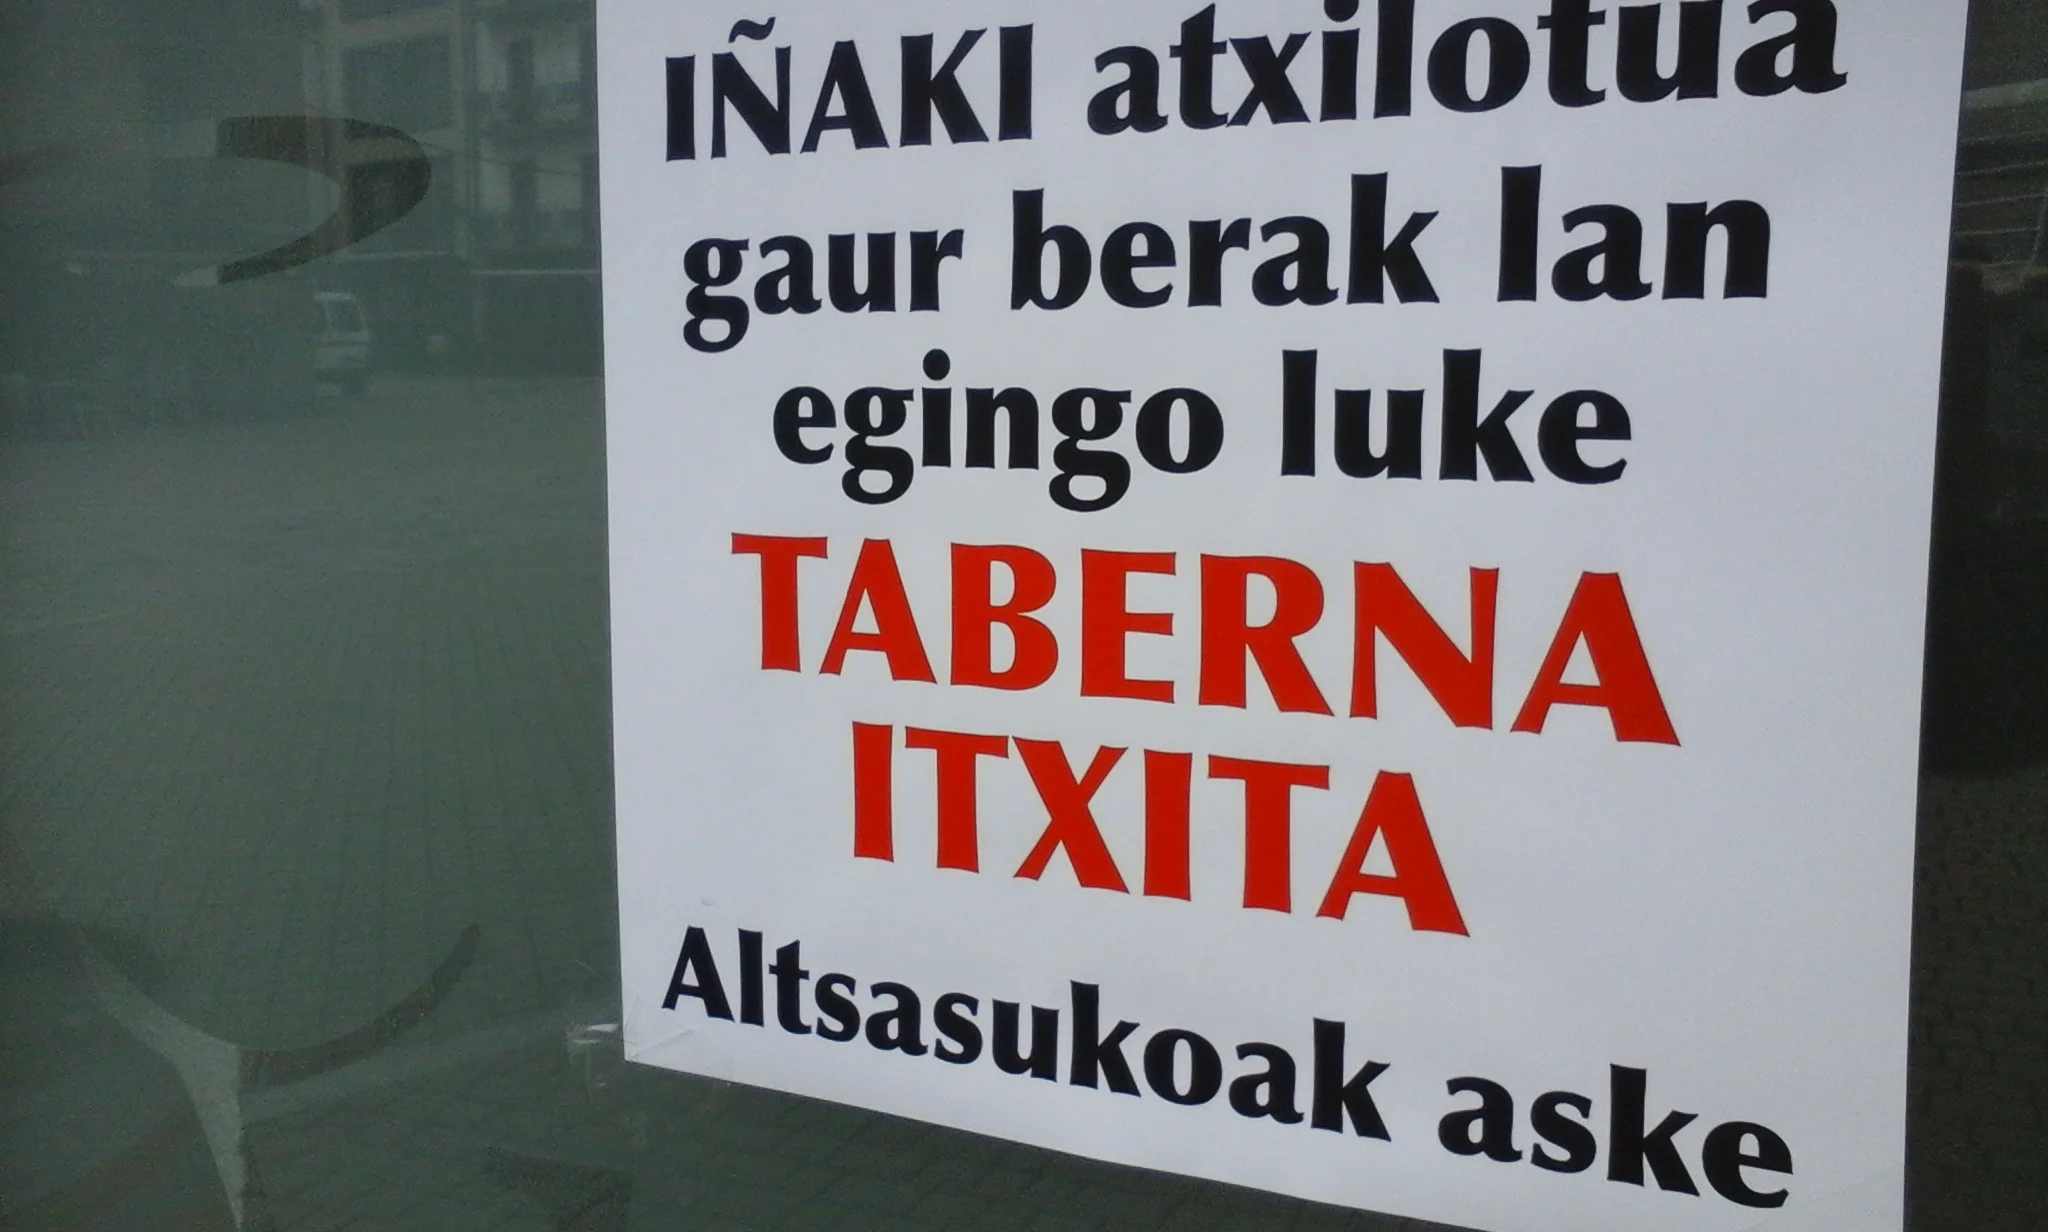 IÑAKI atxilotua
gaur berak lan
egingo luke
TABERNA
ITXITA
Altsasukoak aske